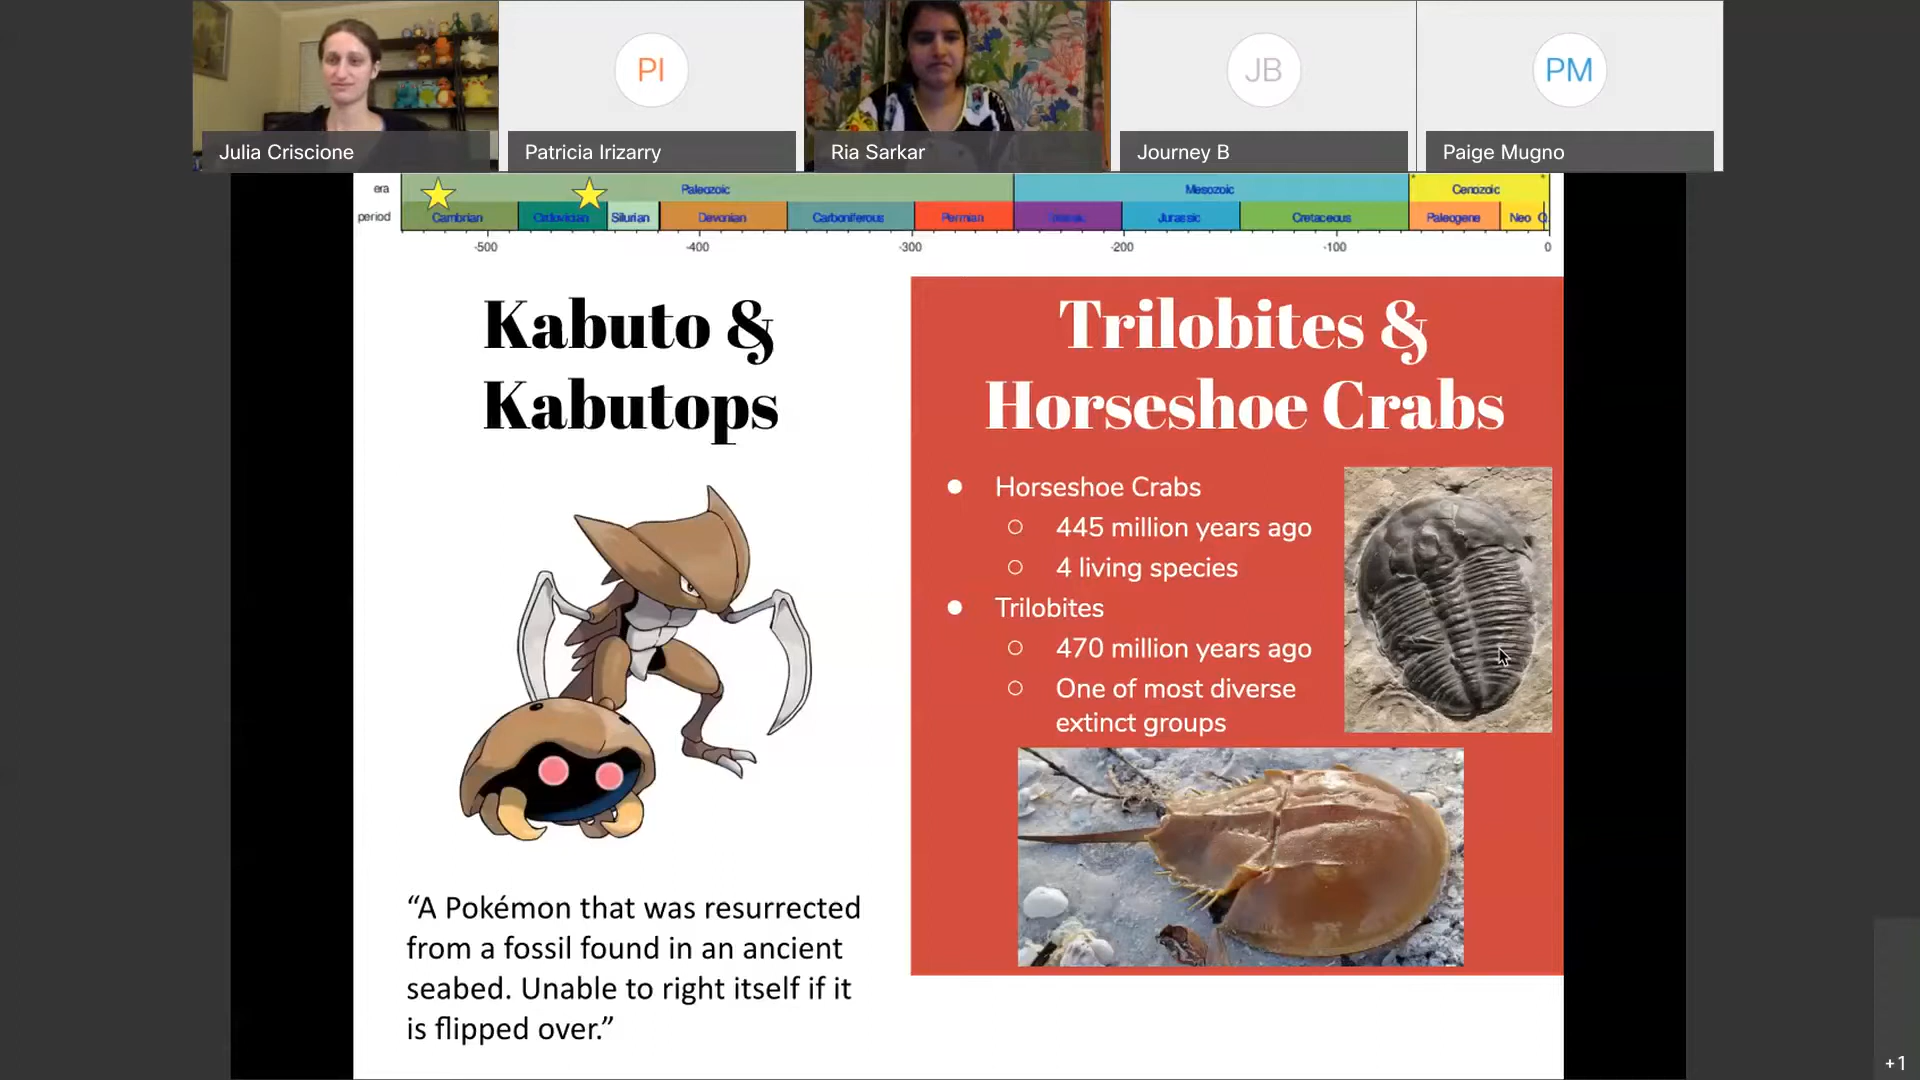 PI
JB
PM
Julia Criscione
Patricia Irizarry
Ria Sarkar
Journey B
Paige Mugno
era
Paleozoic
Mesozoic
Cenozoic
period
Cambrian
Ordovician
Silurian
Devonian
Carboniferous
Permian
Triassic
Jurassic
Cretaceous
Paleogene
Neo
Q.
-500
-400
-300
-200
-100
0
Kabuto &
Kabutops
Trilobites &
Horseshoe Crabs
● Horseshoe Crabs
○ 445 million years ago
○ 4 living species
● Trilobites
○ 470 million years ago
○ One of most diverse
extinct groups
“A Pokémon that was resurrected
from a fossil found in an ancient
seabed. Unable to right itself if it
is flipped over.”
+1